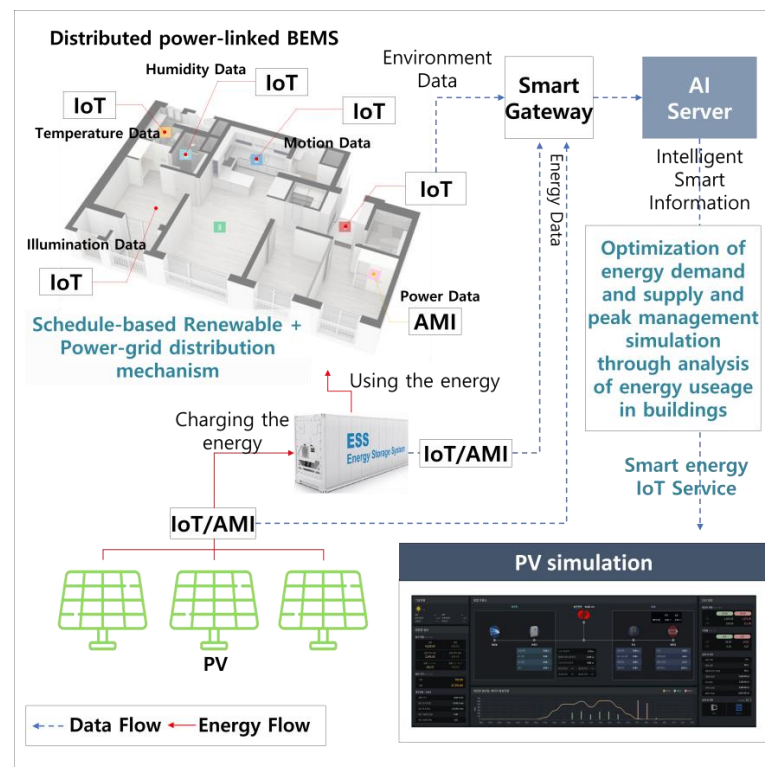 Distributed power-linked BEMS
Humidity Data
IoT
IoT
IoT
Temperature Data
Motion Data
IoT
Illumination Data
IoT
Power Data
AMI
Schedule-based Renewable +
Power-grid distribution
mechanism
Environment
Data
Smart
Gateway
AI
Server
Energy Data
Intelligent
Smart
Information
Optimization of
energy demand
and supply and
peak management
simulation
through analysis
of energy useage
in buildings
Using the energy
Charging the
energy
ESS
Energy Storage System
IoT/AMI
Smart energy
IoT Service
IoT/AMI
PV
PV simulation
Data Flow
Energy Flow